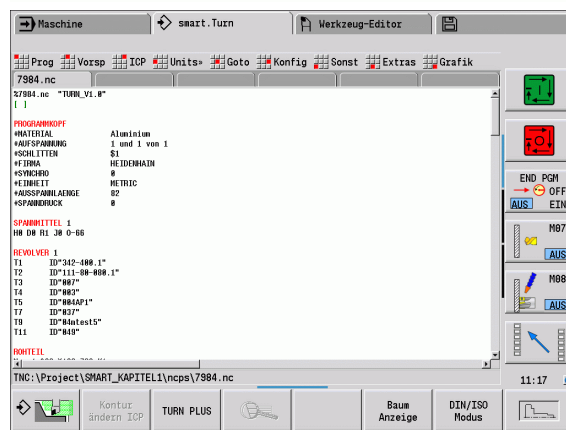 Maschine smart.Turn Werkzeug-Editor
Prog Vorsp ICP Units» Goto Konfig Sonst Extras Grafik
7984.nc
%7984.nc "TURN_V1.0"
[ ]
PROGRAMMKOPF
#MATERIAL Aluminium
#AUFSPANNUNG 1 und 1 von 1
#SCHLITTEN $1
#FIRMA HEIDENHAIN
#SYNCHRO 0
#EINHEIT METRIC
#AUSSPANNLAENGE 82
#SPANNDRUCK 0
SPANNMITTEL 1
H0 D0 R1 J0 O-66
REVOLVER 1
T1 ID"342-400.1"
T2 ID"111-80-080.1"
T3 ID"007"
T4 ID"003"
T5 ID"004AP1"
T7 ID"037"
T9 ID"04mtest5"
T11 ID"049"
ROHTEIL
TNC:\Project\SMART_KAPITEL1\ncps\7984.nc
END PGM
OFF
AUS EIN
M07
AUS
M08
AUS
11:17
Kontur
ändern ICP
TURN PLUS
Baum
Anzeige
DIN/ISO
Modus